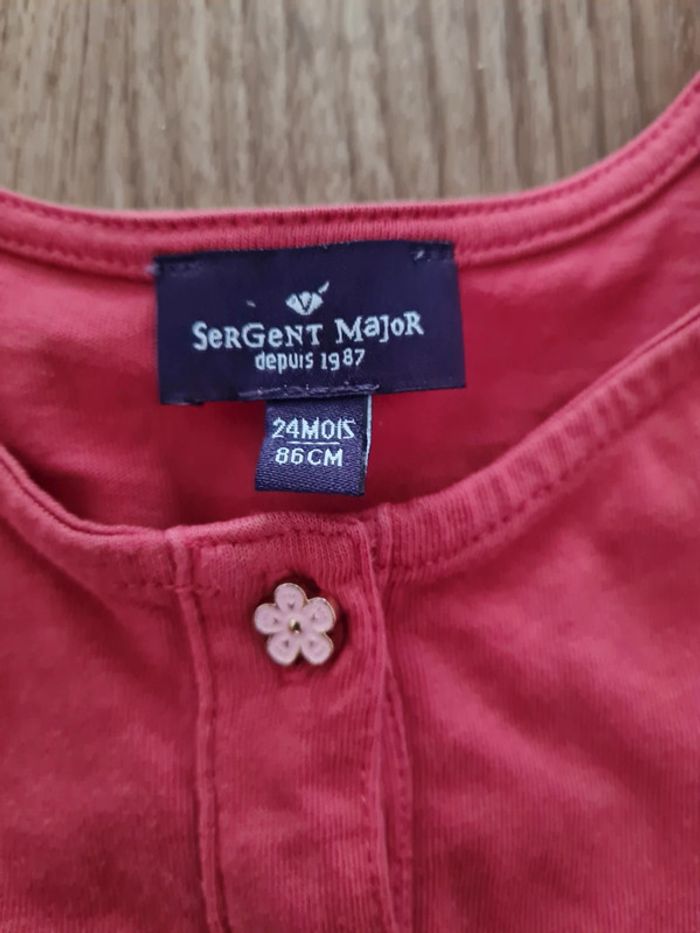 SerGeNT MaJoR
depuis 1987
24MOIS
86CM